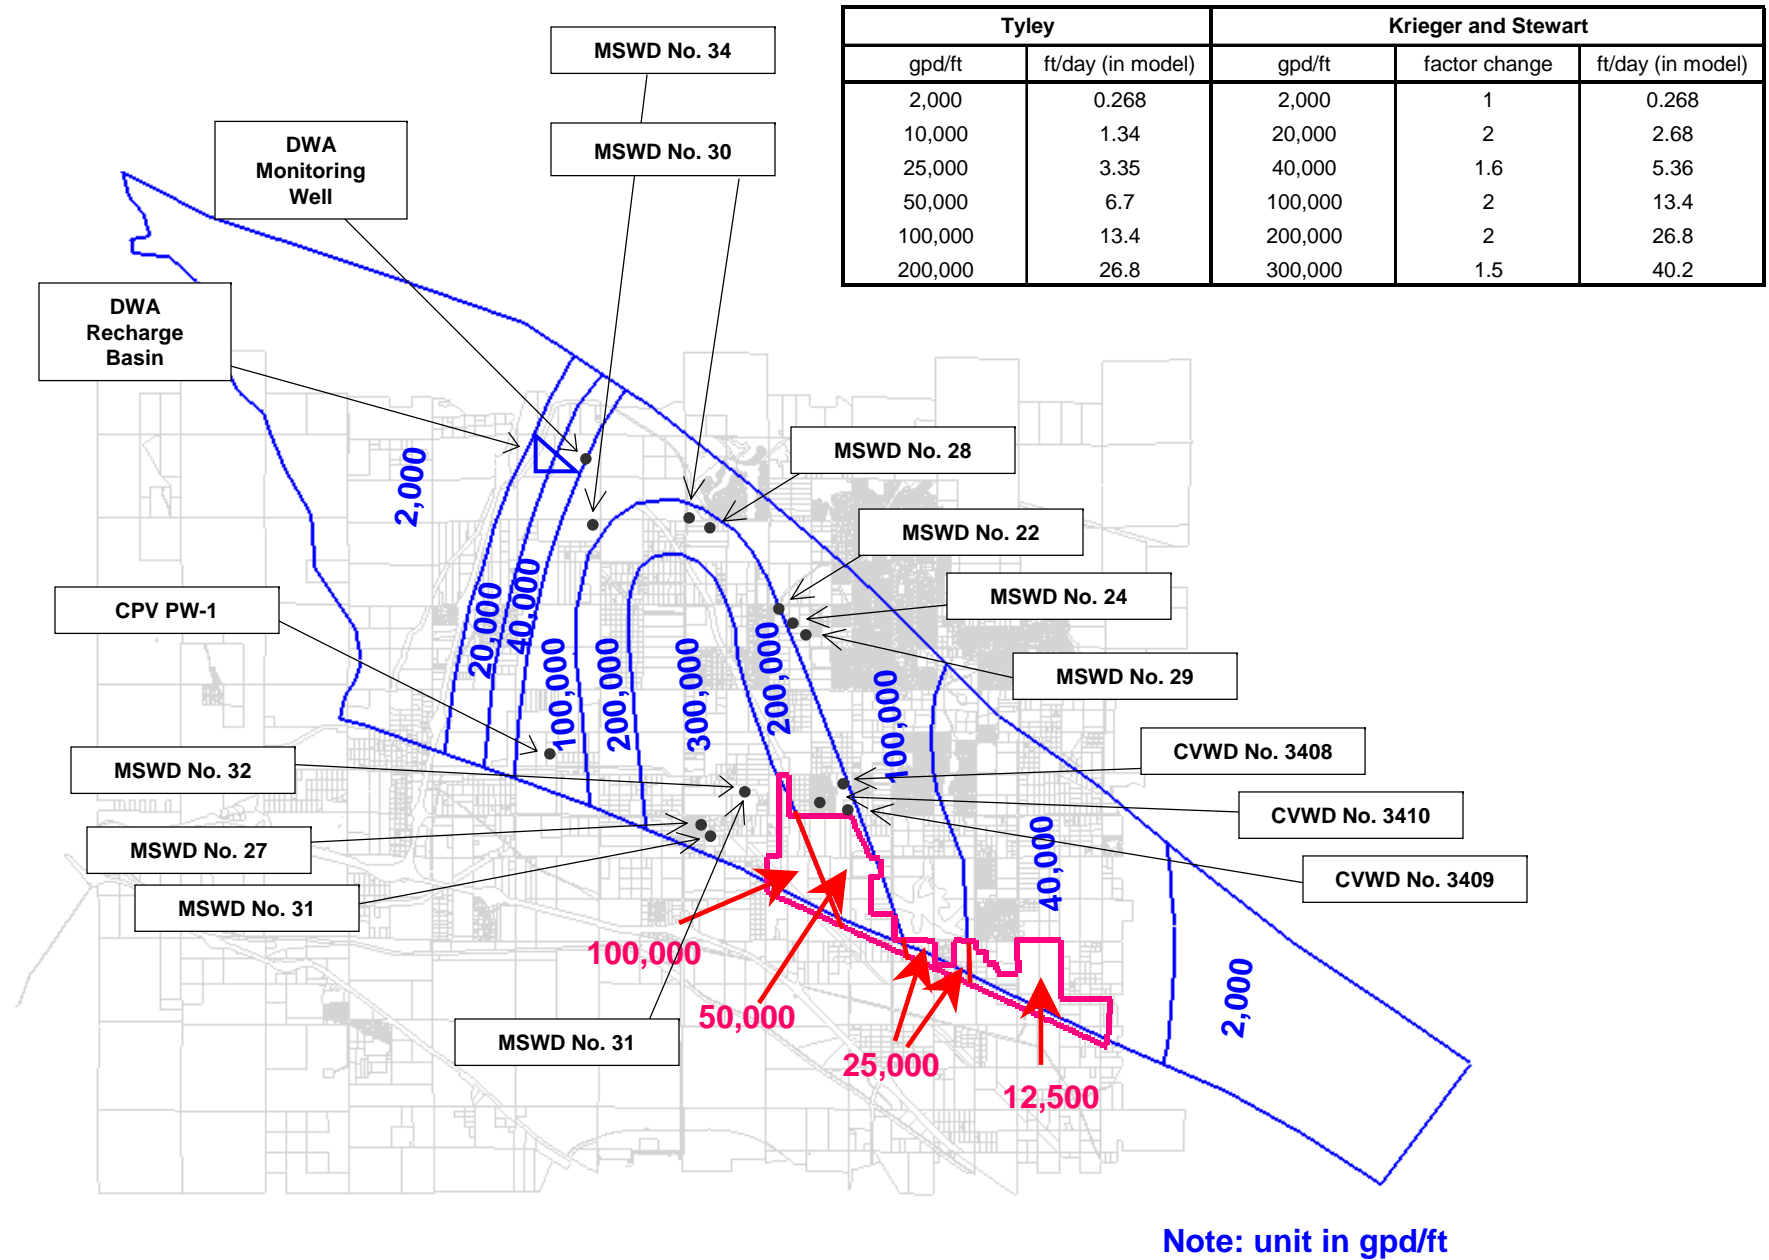 Tyley
Krieger and Stewart
gpd/ft
ft/day (in model)
gpd/ft
factor change
ft/day (in model)
2,000
0.268
2,000
1
0.268
10,000
1.34
20,000
2
2.68
25,000
3.35
40,000
1.6
5.36
50,000
6.7
100,000
2
13.4
100,000
13.4
200,000
2
26.8
200,000
26.8
300,000
1.5
40.2
MSWD No. 34
MSWD No. 30
DWA
Monitoring
Well
DWA
Recharge
Basin
MSWD No. 28
MSWD No. 22
MSWD No. 24
MSWD No. 29
CPV PW-1
MSWD No. 32
MSWD No. 27
MSWD No. 31
MSWD No. 31
CVWD No. 3408
CVWD No. 3410
CVWD No. 3409
2,000
20,000
40,000
100,000
200,000
300,000
200,000
100,000
40,000
2,000
100,000
50,000
25,000
12,500
Note: unit in gpd/ft